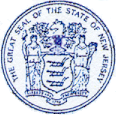 THE GREAT SEAL OF THE STATE OF NEW JERSEY